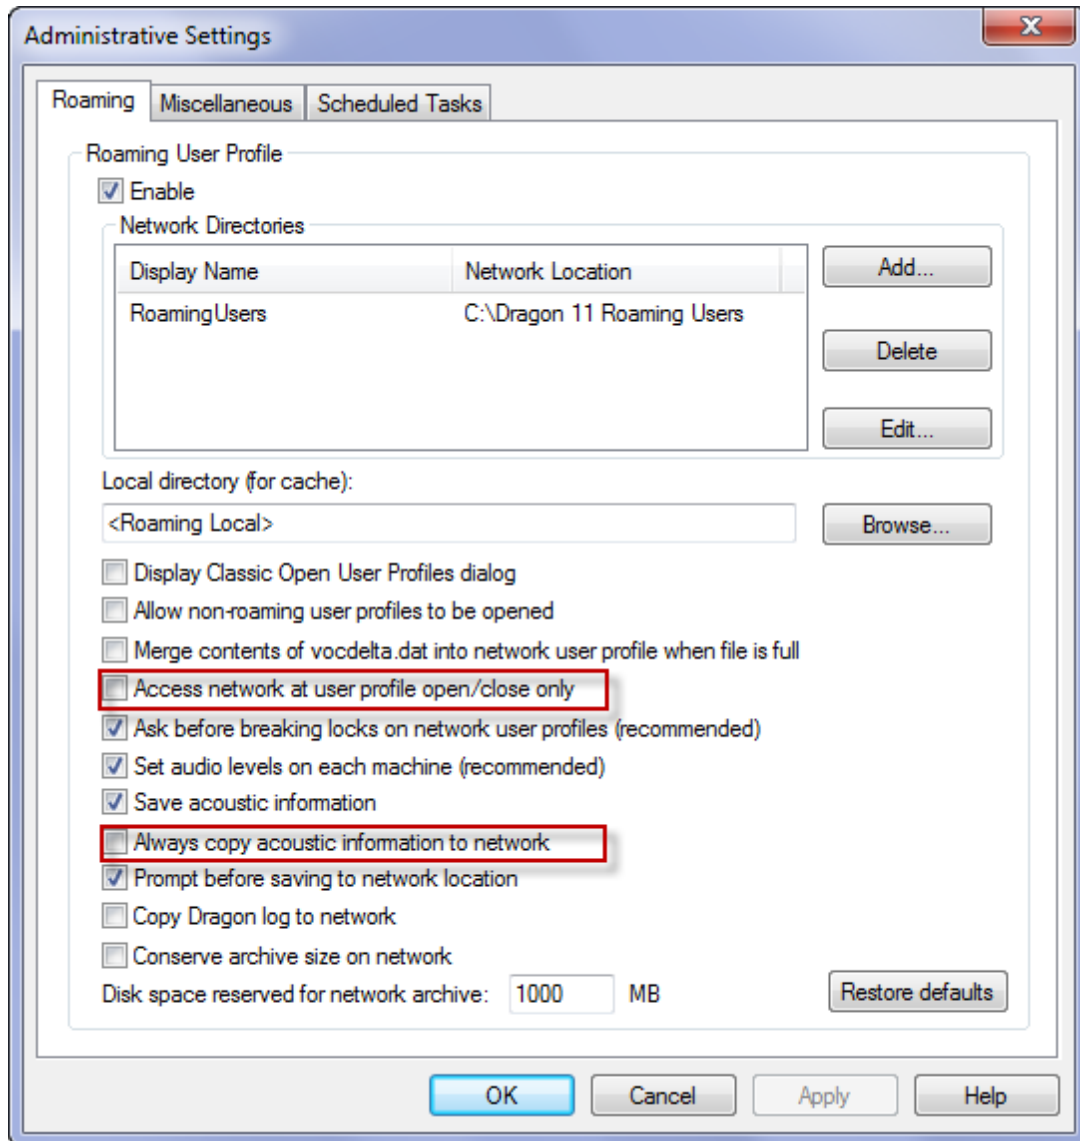 Administrative Settings
Roaming Miscellaneous Scheduled Tasks
Roaming User Profile
Enable
Network Directories
Display Name Network Location
RoamingUsers C:\Dragon 11 Roaming Users
Add...
Delete
Edit...
Local directory (for cache):
<Roaming Local> Browse...
Display Classic Open User Profiles dialog
Allow non-roaming user profiles to be opened
Merge contents of vocdelta.dat into network user profile when file is full
Access network at user profile open/close only
Ask before breaking locks on network user profiles (recommended)
Set audio levels on each machine (recommended)
Save acoustic information
Always copy acoustic information to network
Prompt before saving to network location
Copy Dragon log to network
Conserve archive size on network
Disk space reserved for network archive: 1000 MB Restore defaults
OK Cancel Apply Help